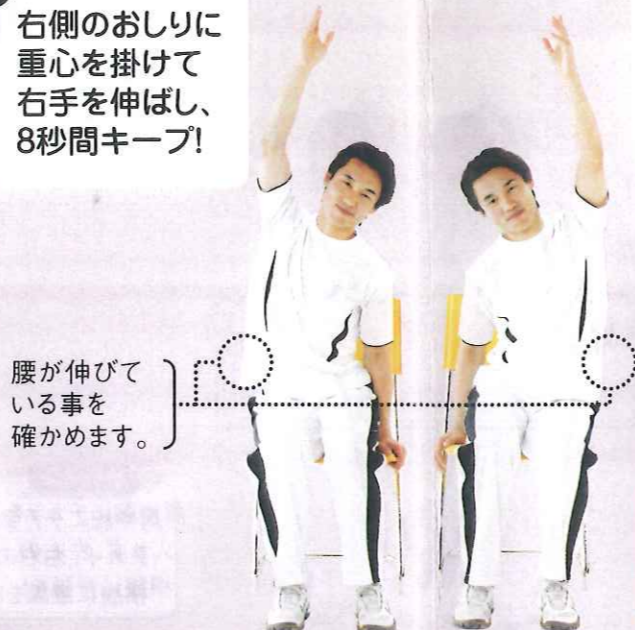 右側のおしりに
重心を掛けて
右手を伸ばし、
8秒間キープ!
腰が伸びて
いる事を
確かめます。